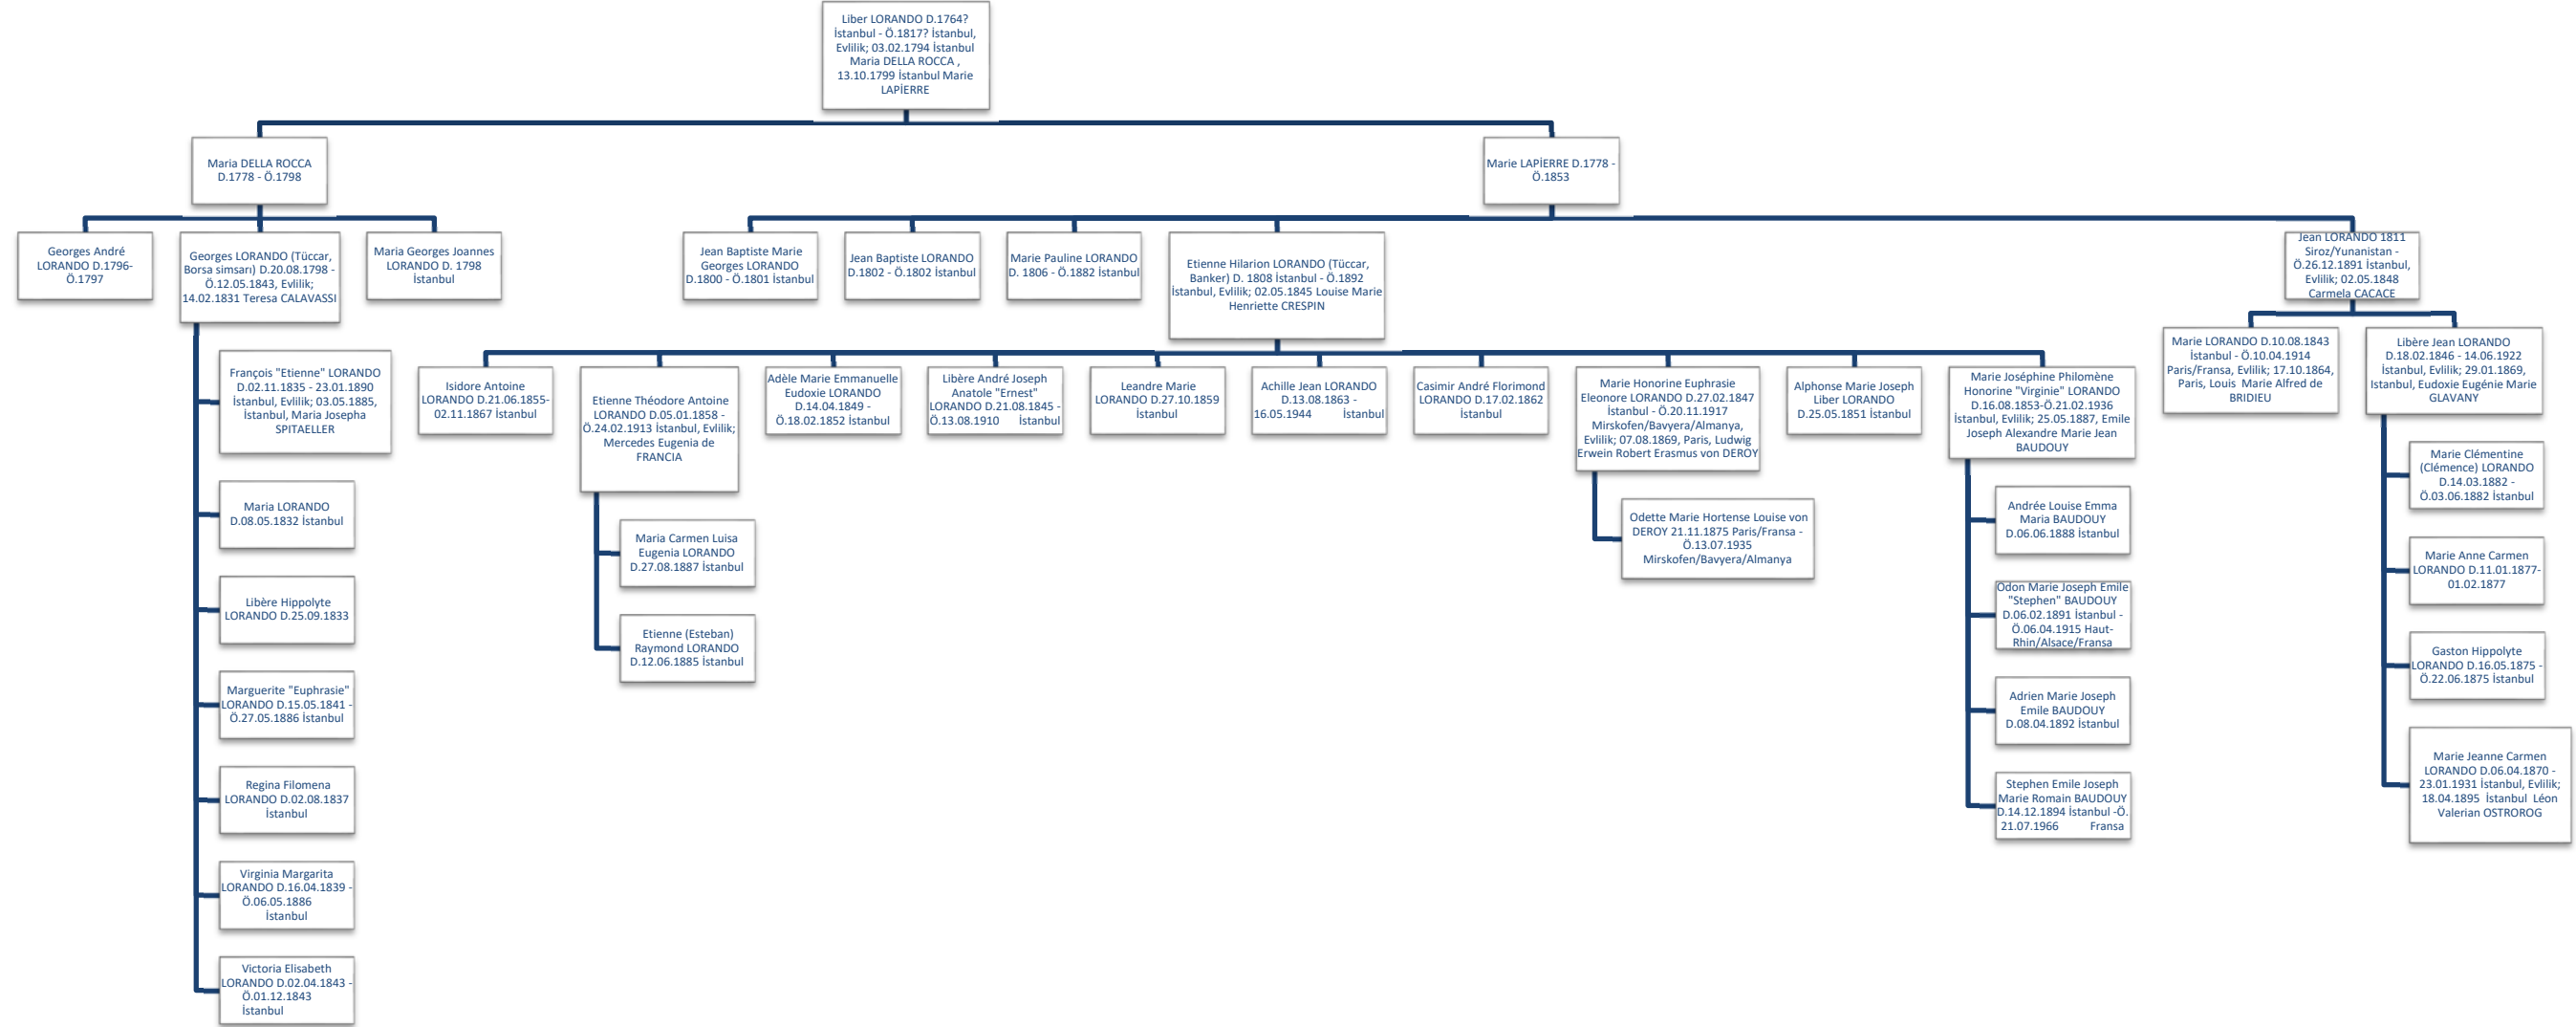 Liber LORANDO D.1764?
İstanbul - Ö.1817? İstanbul,
Evlilik; 03.02.1794 İstanbul
Maria DELLA ROCCA ,
13.10.1799 İstanbul Marie
LAPİERRE
Maria DELLA ROCCA
D.1778 - Ö.1798
Marie LAPİERRE D.1778 -
Ö.1853
Georges André
LORANDO D.1796-
Ö.1797
Georges LORANDO (Tüccar,
Borsa simsarı) D.20.08.1798 -
Ö.12.05.1843, Evlilik;
14.02.1831 Teresa CALAVASSI
Maria Georges Joannes
LORANDO D. 1798
İstanbul
Jean Baptiste Marie
Georges LORANDO
D.1800 - Ö.1801 İstanbul
Jean Baptiste LORANDO
D.1802 - Ö.1802 İstanbul
Marie Pauline LORANDO
D. 1806 - Ö.1882 İstanbul
Etienne Hilarion LORANDO (Tüccar,
Banker) D. 1808 İstanbul - Ö.1892
İstanbul, Evlilik; 02.05.1845 Louise Marie
Henriette CRESPIN
Jean LORANDO 1811
Siroz/Yunanistan -
Ö.26.12.1891 İstanbul,
Evlilik; 02.05.1848
Carmela CACACE
François "Etienne" LORANDO
D.02.11.1835 - 23.01.1890
İstanbul, Evlilik; 03.05.1885,
İstanbul, Maria Josepha
SPITAELLER
Maria LORANDO
D.08.05.1832 İstanbul
Libère Hippolyte
LORANDO D.25.09.1833
Marguerite "Euphrasie"
LORANDO D.15.05.1841 -
Ö.27.05.1886 İstanbul
Regina Filomena
LORANDO D.02.08.1837
İstanbul
Virginia Margarita
LORANDO D.16.04.1839 -
Ö.06.05.1886
İstanbul
Victoria Elisabeth
LORANDO D.02.04.1843 -
Ö.01.12.1843
İstanbul
Isidore Antoine
LORANDO D.21.06.1855-
02.11.1867 İstanbul
Etienne Théodore Antoine
LORANDO D.05.01.1858 -
Ö.24.02.1913 İstanbul, Evlilik;
Mercedes Eugenia de
FRANCIA
Maria Carmen Luisa
Eugenia LORANDO
D.27.08.1887 İstanbul
Etienne (Esteban)
Raymond LORANDO
D.12.06.1885 İstanbul
Adèle Marie Emmanuelle
Eudoxie LORANDO
D.14.04.1849 -
Ö.18.02.1852 İstanbul
Libère André Joseph
Anatole "Ernest"
LORANDO D.21.08.1845 -
Ö.13.08.1910 İstanbul
Leandre Marie
LORANDO D.27.10.1859
İstanbul
Achille Jean LORANDO
D.13.08.1863 -
16.05.1944 İstanbul
Casimir André Florimond
LORANDO D.17.02.1862
İstanbul
Marie Honorine Euphrasie
Eleonore LORANDO D.27.02.1847
İstanbul - Ö.20.11.1917
Mirskofen/Bavyera/Almanya,
Evlilik; 07.08.1869, Paris, Ludwig
Erwein Robert Erasmus von DEROY
Odette Marie Hortense Louise von
DEROY 21.11.1875 Paris/Fransa -
Ö.13.07.1935
Mirskofen/Bavyera/Almanya
Alphonse Marie Joseph
Liber LORANDO
D.25.05.1851 İstanbul
Marie Joséphine Philomène
Honorine "Virginie" LORANDO
D.16.08.1853-Ö.21.02.1936
İstanbul, Evlilik; 25.05.1887, Emile
Joseph Alexandre Marie Jean
BAUDOUY
Andrée Louise Emma
Maria BAUDOUY
D.06.06.1888 İstanbul
Odon Marie Joseph Emile
"Stephen" BAUDOUY
D.06.02.1891 İstanbul -
Ö.06.04.1915 Haut-
Rhin/Alsace/Fransa
Adrien Marie Joseph
Emile BAUDOUY
D.08.04.1892 İstanbul
Stephen Emile Joseph
Marie Romain BAUDOUY
D.14.12.1894 İstanbul -Ö.
21.07.1966 Fransa
Marie LORANDO D.10.08.1843
İstanbul - Ö.10.04.1914
Paris/Fransa, Evlilik; 17.10.1864,
Paris, Louis Marie Alfred de
BRIDIEU
Libère Jean LORANDO
D.18.02.1846 - 14.06.1922
İstanbul, Evlilik; 29.01.1869,
Istanbul, Eudoxie Eugénie Marie
GLAVANY
Marie Clémentine
(Clémence) LORANDO
D.14.03.1882 -
Ö.03.06.1882 İstanbul
Marie Anne Carmen
LORANDO D.11.01.1877-
01.02.1877
Gaston Hippolyte
LORANDO D.16.05.1875 -
Ö.22.06.1875 İstanbul
Marie Jeanne Carmen
LORANDO D.06.04.1870 -
23.01.1931 İstanbul, Evlilik;
18.04.1895 İstanbul Léon
Valerian OSTROROG